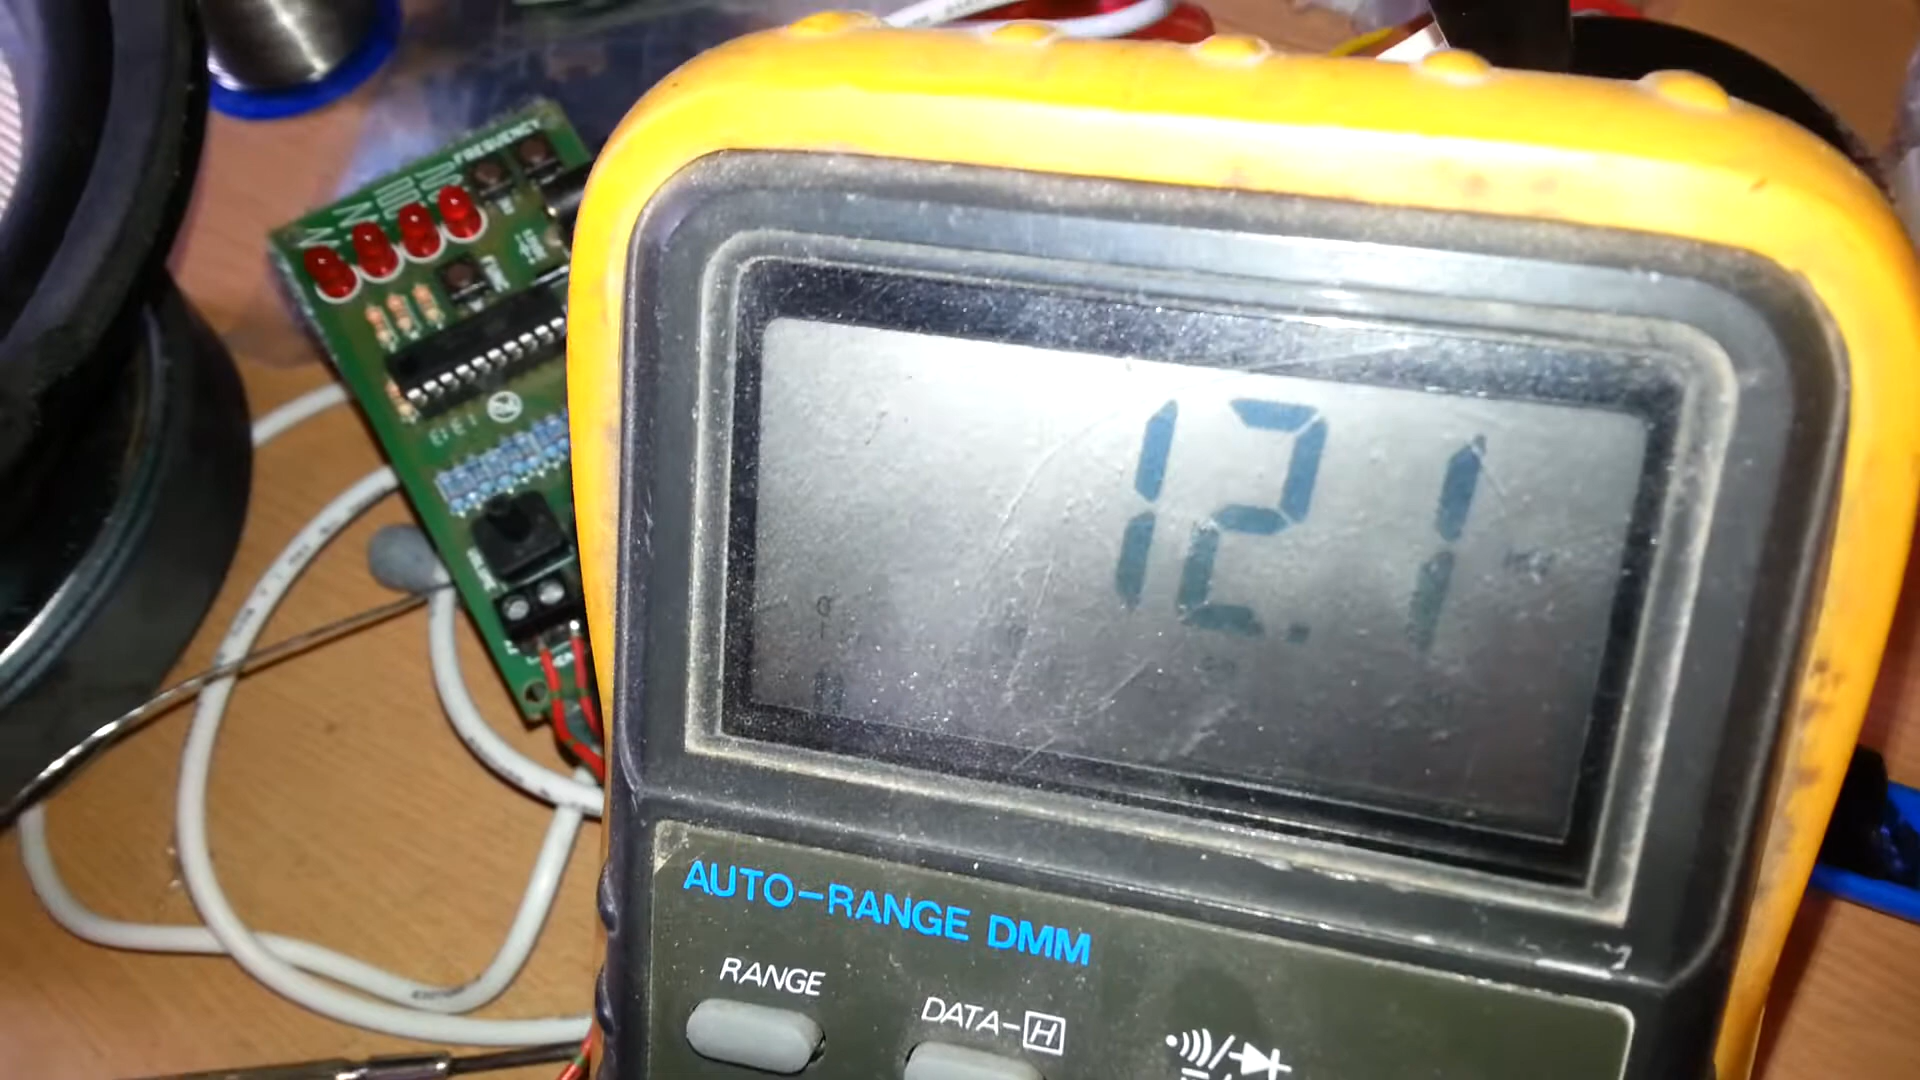 FREQUENCY
12.1
AUTO-RANGE DMM
RANGE
DATA-H